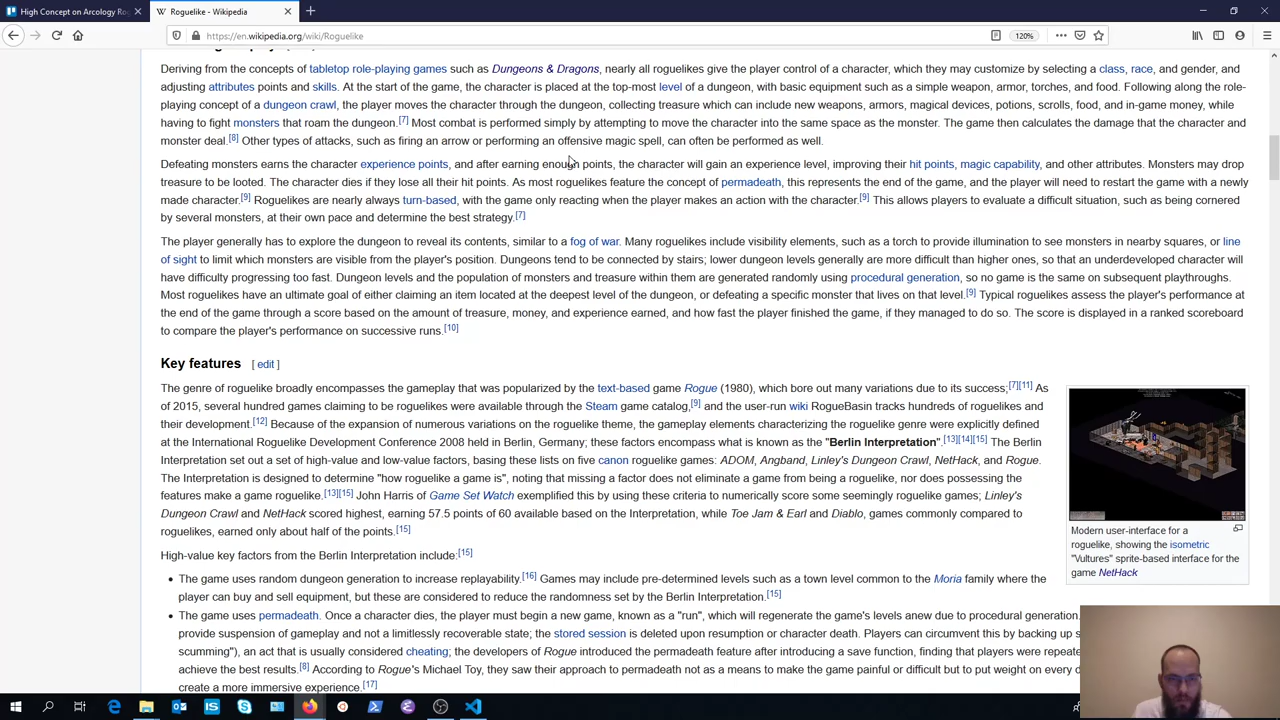 High Concept on Arcology Rog
Roguelike - Wikipedia
https://en.wikipedia.org/wiki/Roguelike
120%
Deriving from the concepts of tabletop role-playing games such as Dungeons & Dragons, nearly all roguelikes give the player control of a character, which they may customize by selecting a class, race, and gender, and
adjusting attributes points and skills. At the start of the game, the character is placed at the top-most level of a dungeon, with basic equipment such as a simple weapon, armor, torches, and food. Following along the role-
playing concept of a dungeon crawl, the player moves the character through the dungeon, collecting treasure which can include new weapons, armors, magical devices, potions, scrolls, food, and in-game money, while
having to fight monsters that roam the dungeon.[7] Most combat is performed simply by attempting to move the character into the same space as the monster. The game then calculates the damage that the character and
monster deal.[8] Other types of attacks, such as firing an arrow or performing an offensive magic spell, can often be performed as well.
Defeating monsters earns the character experience points, and after earning enough points, the character will gain an experience level, improving their hit points, magic capability, and other attributes. Monsters may drop
treasure to be looted. The character dies if they lose all their hit points. As most roguelikes feature the concept of permadeath, this represents the end of the game, and the player will need to restart the game with a newly
made character.[9] Roguelikes are nearly always turn-based, with the game only reacting when the player makes an action with the character.[9] This allows players to evaluate a difficult situation, such as being cornered
by several monsters, at their own pace and determine the best strategy.[7]
The player generally has to explore the dungeon to reveal its contents, similar to a fog of war. Many roguelikes include visibility elements, such as a torch to provide illumination to see monsters in nearby squares, or line
of sight to limit which monsters are visible from the player's position. Dungeons tend to be connected by stairs; lower dungeon levels generally are more difficult than higher ones, so that an underdeveloped character will
have difficulty progressing too fast. Dungeon levels and the population of monsters and treasure within them are generated randomly using procedural generation, so no game is the same on subsequent playthroughs.
Most roguelikes have an ultimate goal of either claiming an item located at the deepest level of the dungeon, or defeating a specific monster that lives on that level.[9] Typical roguelikes assess the player's performance at
the end of the game through a score based on the amount of treasure, money, and experience earned, and how fast the player finished the game, if they managed to do so. The score is displayed in a ranked scoreboard
to compare the player's performance on successive runs.[10]
Key features [ edit ]
The genre of roguelike broadly encompasses the gameplay that was popularized by the text-based game Rogue (1980), which bore out many variations due to its success;[7][11] As
of 2015, several hundred games claiming to be roguelikes were available through the Steam game catalog,[9] and the user-run wiki RogueBasin tracks hundreds of roguelikes and
their development.[12] Because of the expansion of numerous variations on the roguelike theme, the gameplay elements characterizing the roguelike genre were explicitly defined
at the International Roguelike Development Conference 2008 held in Berlin, Germany; these factors encompass what is known as the "Berlin Interpretation".[13][14][15] The Berlin
Interpretation set out a set of high-value and low-value factors, basing these lists on five canon roguelike games: ADOM, Angband, Linley's Dungeon Crawl, NetHack, and Rogue.
The Interpretation is designed to determine "how roguelike a game is", noting that missing a factor does not eliminate a game from being a roguelike, nor does possessing the
features make a game roguelike.[13][15] John Harris of Game Set Watch exemplified this by using these criteria to numerically score some seemingly roguelike games; Linley's
Dungeon Crawl and NetHack scored highest, earning 57.5 points of 60 available based on the Interpretation, while Toe Jam & Earl and Diablo, games commonly compared to
roguelikes, earned only about half of the points.[15]
Modern user-interface for a
roguelike, showing the isometric
"Vultures" sprite-based interface for the
game NetHack
High-value key factors from the Berlin Interpretation include:[15]
• The game uses random dungeon generation to increase replayability.[16] Games may include pre-determined levels such as a town level common to the Moria family where the
player can buy and sell equipment, but these are considered to reduce the randomness set by the Berlin Interpretation.[15]
• The game uses permadeath. Once a character dies, the player must begin a new game, known as a "run", which will regenerate the game's levels anew due to procedural generation.
provide suspension of gameplay and not a limitlessly recoverable state; the stored session is deleted upon resumption or character death. Players can circumvent this by backing up s
scumming"), an act that is usually considered cheating; the developers of Rogue introduced the permadeath feature after introducing a save function, finding that players were repeate
achieve the best results.[8] According to Rogue's Michael Toy, they saw their approach to permadeath not as a means to make the game painful or difficult but to put weight on every d
create a more immersive experience.[17]